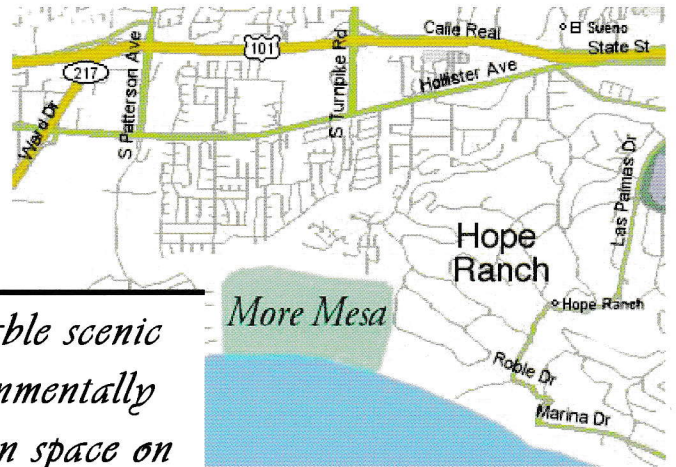 Calle Real
El Sueno
State St
101
S Patterson Ave
217
S Turnpike Rd
Hollister Ave
Ward Dr
Las Palmas Dr
Hope
Ranch
Hope Ranch
More Mesa
scenic
nmentally
n space on
Roble Dr
Marina Dr